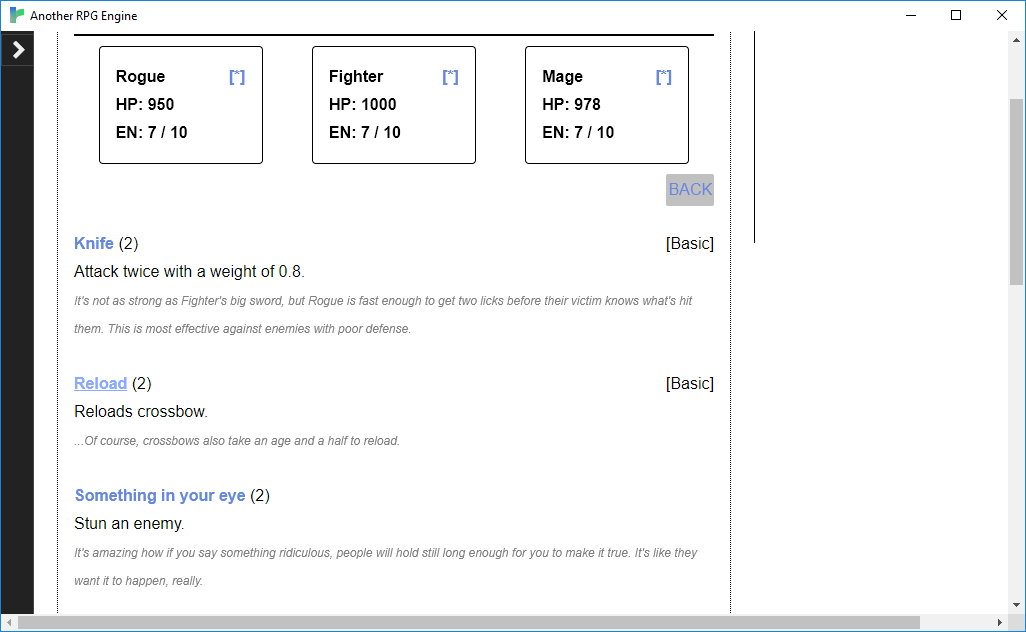 Another RPG Engine
Rogue [*] Fighter [*] Mage [*]
HP: 950 HP: 1000 HP: 978
EN: 7 / 10 EN: 7 / 10 EN: 7 / 10
BACK
Knife (2) [Basic]
Attack twice with a weight of 0.8.
It's not as strong as Fighter's big sword, but Rogue is fast enough to get two licks before their victim knows what's hit
them. This is most effective against enemies with poor defense.
Reload (2) [Basic]
Reloads crossbow.
...Of course, crossbows also take an age and a half to reload.
Something in your eye (2)
Stun an enemy.
It's amazing how if you say something ridiculous, people will hold still long enough for you to make it true. It's like they
want it to happen, really.